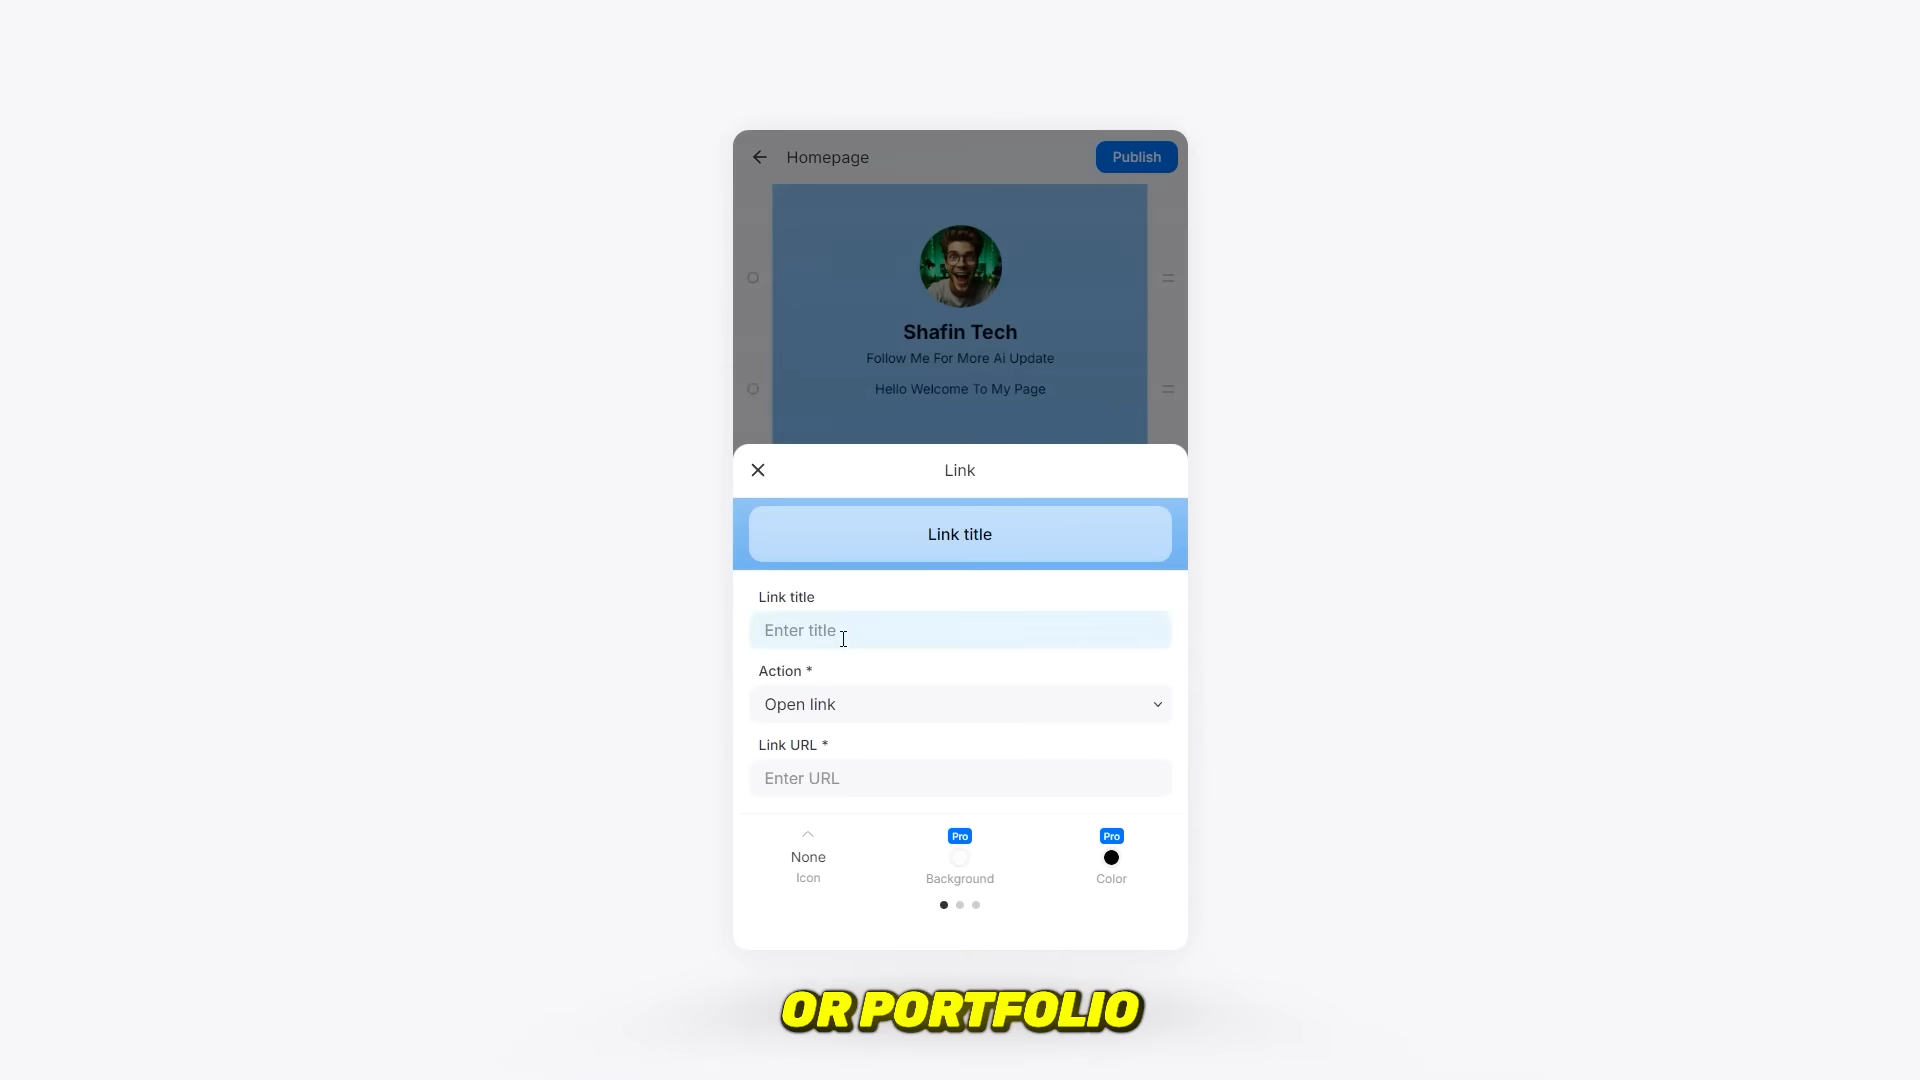 Homepage
Publish
Shafin Tech
Follow Me For More Ai Update
Hello Welcome To My Page
Link
Link title
Link title
Enter title
Action *
Open link
Link URL *
Enter URL
Pro
Pro
None
Icon
Background
Color
OR PORTFOLIO